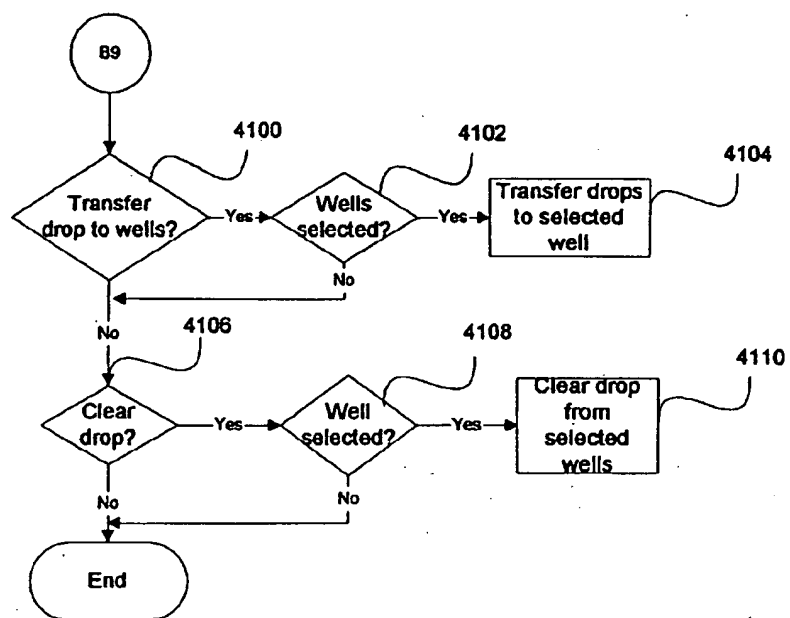 B9
4100
4102
4104
Transfer
drop to wells?
Yes
Wells
selected?
Yes
Transfer drops
to selected
well
No
No
4106
4108
4110
Clear
drop?
Yes
Well
selected?
Yes
Clear drop
from
selected
wells
No
No
End